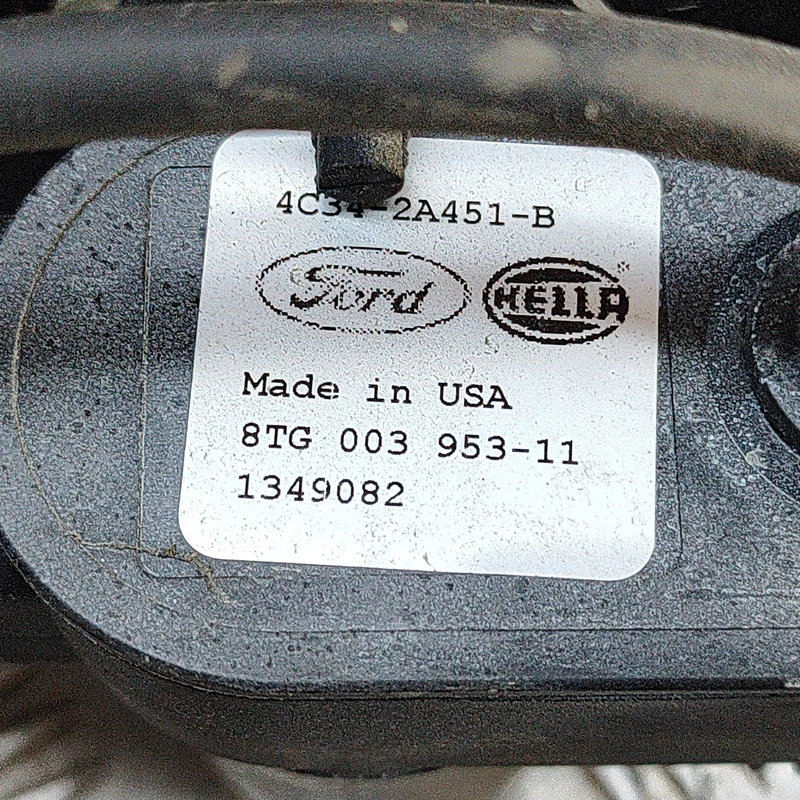 4C34-2A451-B
Ford HELLA
Made in USA
8TG 003 953-11
1349082